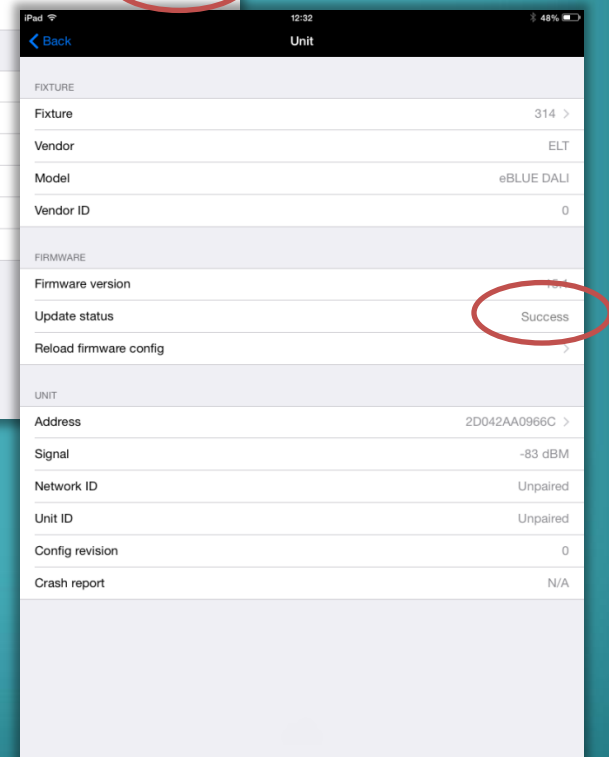 iPad 12:32 48%
Back Unit
FIXTURE
Fixture 314
Vendor ELT
Model eBLUE DALI
Vendor ID 0
FIRMWARE
Firmware version
Update status Success
Reload firmware config
UNIT
Address 2D042AA0966C
Signal -83 dBM
Network ID Unpaired
Unit ID Unpaired
Config revision 0
Crash report N/A